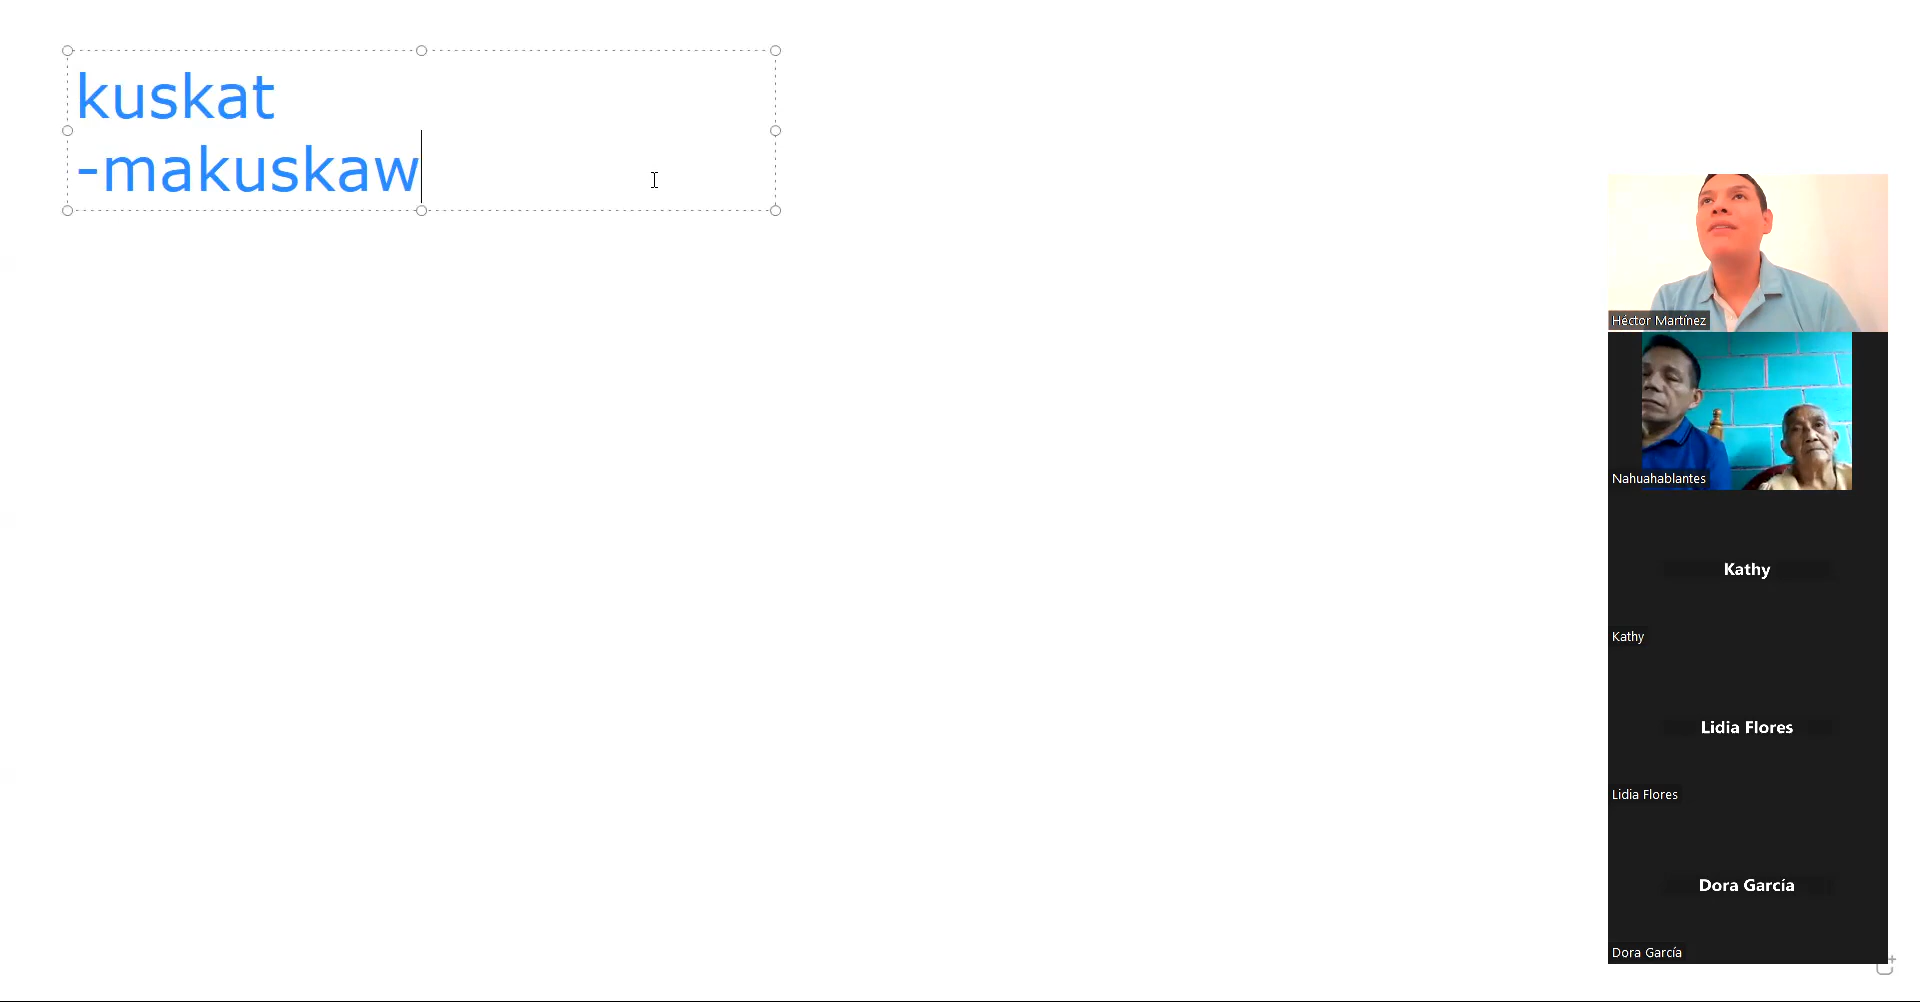 kuskat
-makuskaw
Héctor Martínez
Nahuahablantes
Kathy
Kathy
Lidia Flores
Lidia Flores
Dora García
Dora García